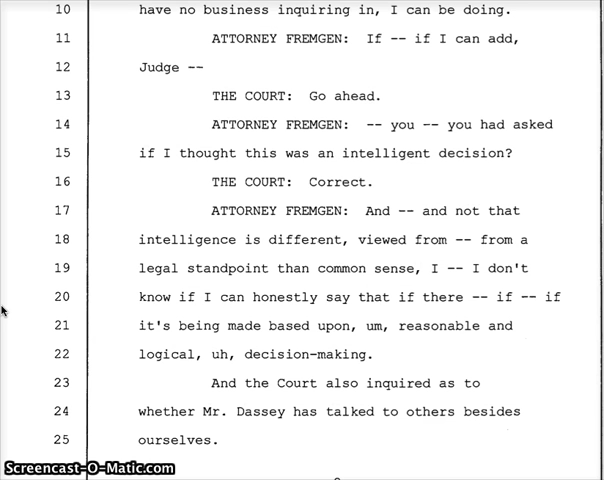 10 have no business inquiring in, I can be doing.
11 ATTORNEY FREMGEN: If -- if I can add,
12 Judge --
13 THE COURT: Go ahead.
14 ATTORNEY FREMGEN: -- you -- you had asked
15 if I thought this was an intelligent decision?
16 THE COURT: Correct.
17 ATTORNEY FREMGEN: And -- and not that
18 intelligence is different, viewed from -- from a
19 legal standpoint than common sense, I -- I don't
20 know if I can honestly say that if there -- if -- if
21 it's being made based upon, um, reasonable and
22 logical, uh, decision-making.
23 And the Court also inquired as to
24 whether Mr. Dassey has talked to others besides
25 ourselves.
Screencast-O-Matic.com